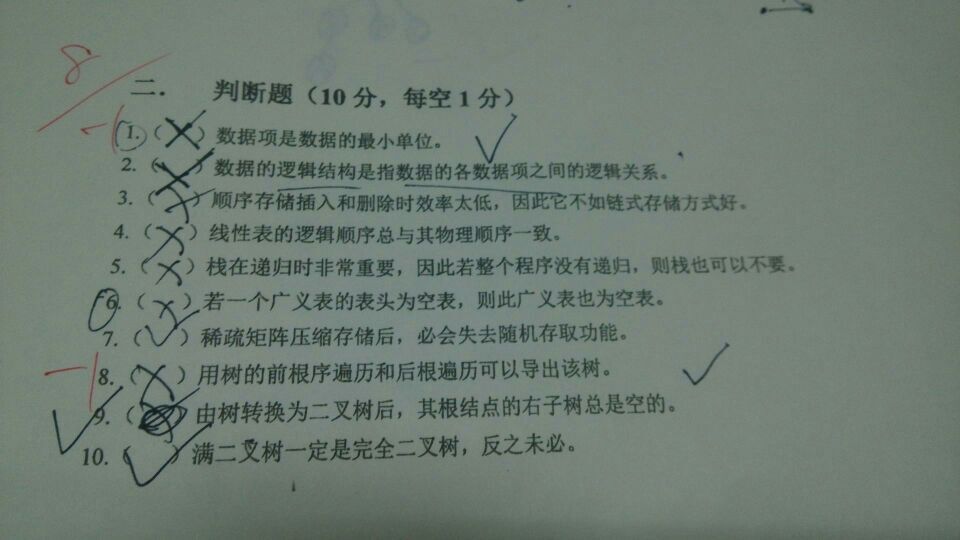 8
二. 判断题（10 分，每空 1 分）
-1
1.（×）数据项是数据的最小单位。 √
2.（×）数据的逻辑结构是指数据的各数据项之间的逻辑关系。
3.（×）顺序存储插入和删除时效率太低，因此它不如链式存储方式好。
4.（×）线性表的逻辑顺序总与其物理顺序一致。
5.（×）栈在递归时非常重要，因此若整个程序没有递归，则栈也可以不要。
6.（×）若一个广义表的表头为空表，则此广义表也为空表。
7.（√）稀疏矩阵压缩存储后，必会失去随机存取功能。
-1
8.（×）用树的前根序遍历和后根遍历可以导出该树。 √
√ 9.（ ）由树转换为二叉树后，其根结点的右子树总是空的。
10.（√）满二叉树一定是完全二叉树，反之未必。